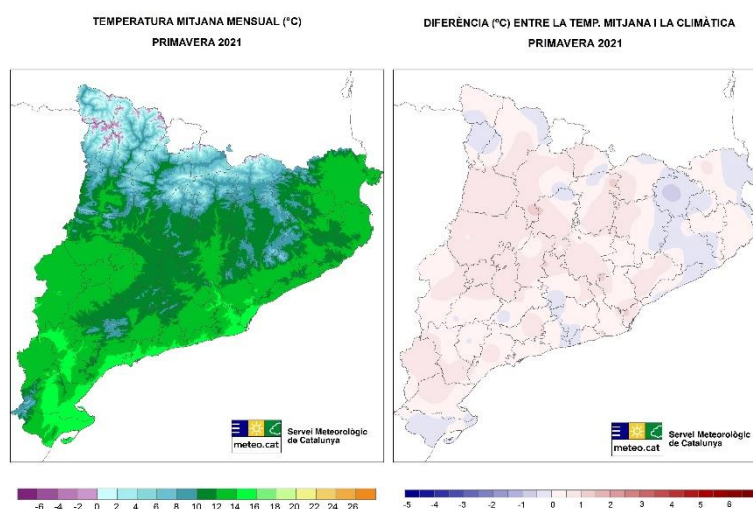 TEMPERATURA MITJANA MENSUAL (ºC)
PRIMAVERA 2021
meteo.cat
Servei Meteorològic
de Catalunya
-6 -4 -2 0 2 4 6 8 10 12 14 16 18 20 22 24 26
DIFERÈNCIA (ºC) ENTRE LA TEMP. MITJANA I LA CLIMÀTICA
PRIMAVERA 2021
meteo.cat
Servei Meteorològic
de Catalunya
-5 -4 -3 -2 -1 0 1 2 3 4 5 6